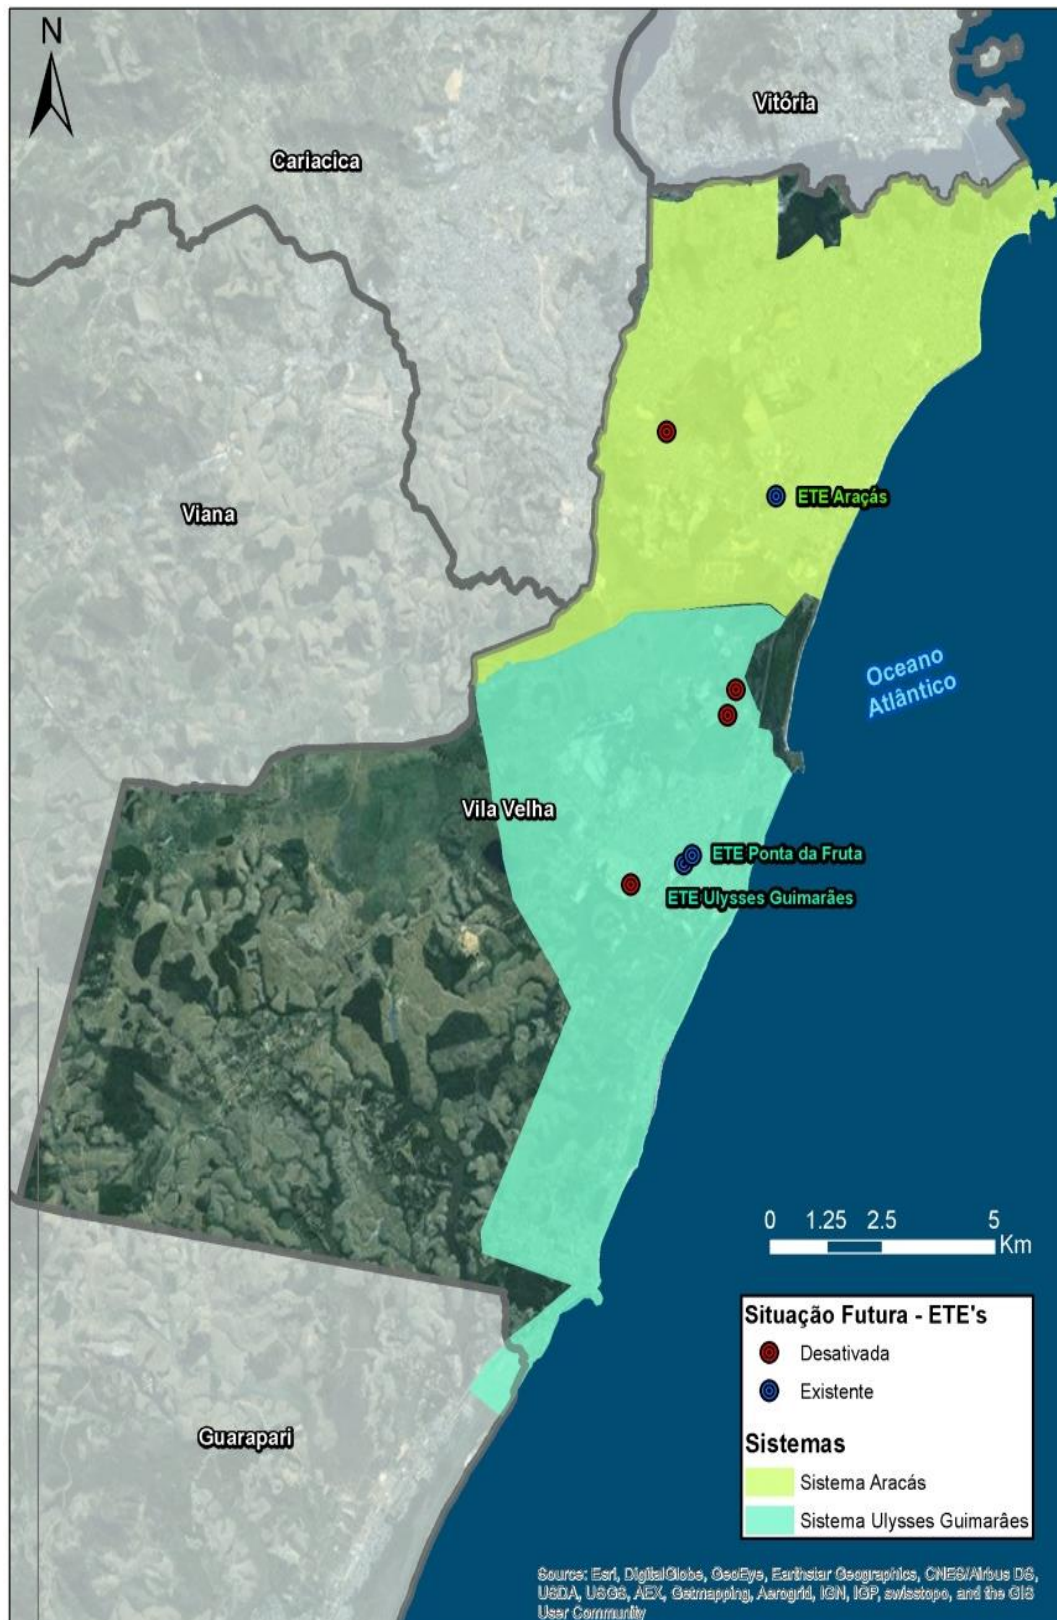 N
Vitória
Cariacica
Viana
ETE Araçás
Oceano
Atlântico
Vila Velha
ETE Ponta da Fruta
ETE Ulysses Guimarães
0 1.25 2.5 5
Km
Situação Futura - ETE's
Desativada
Existente
Guarapari
Sistemas
Sistema Aracás
Sistema Ulysses Guimarâes
Source: Esri, DigitalGlobe, GeoEye, Earthstar Geographics, CNES/Airbus DS,
USDA, USGS, AEX, Getmapping, Aerogrid, IGN, IGP, swisstopo, and the GIS
User Community